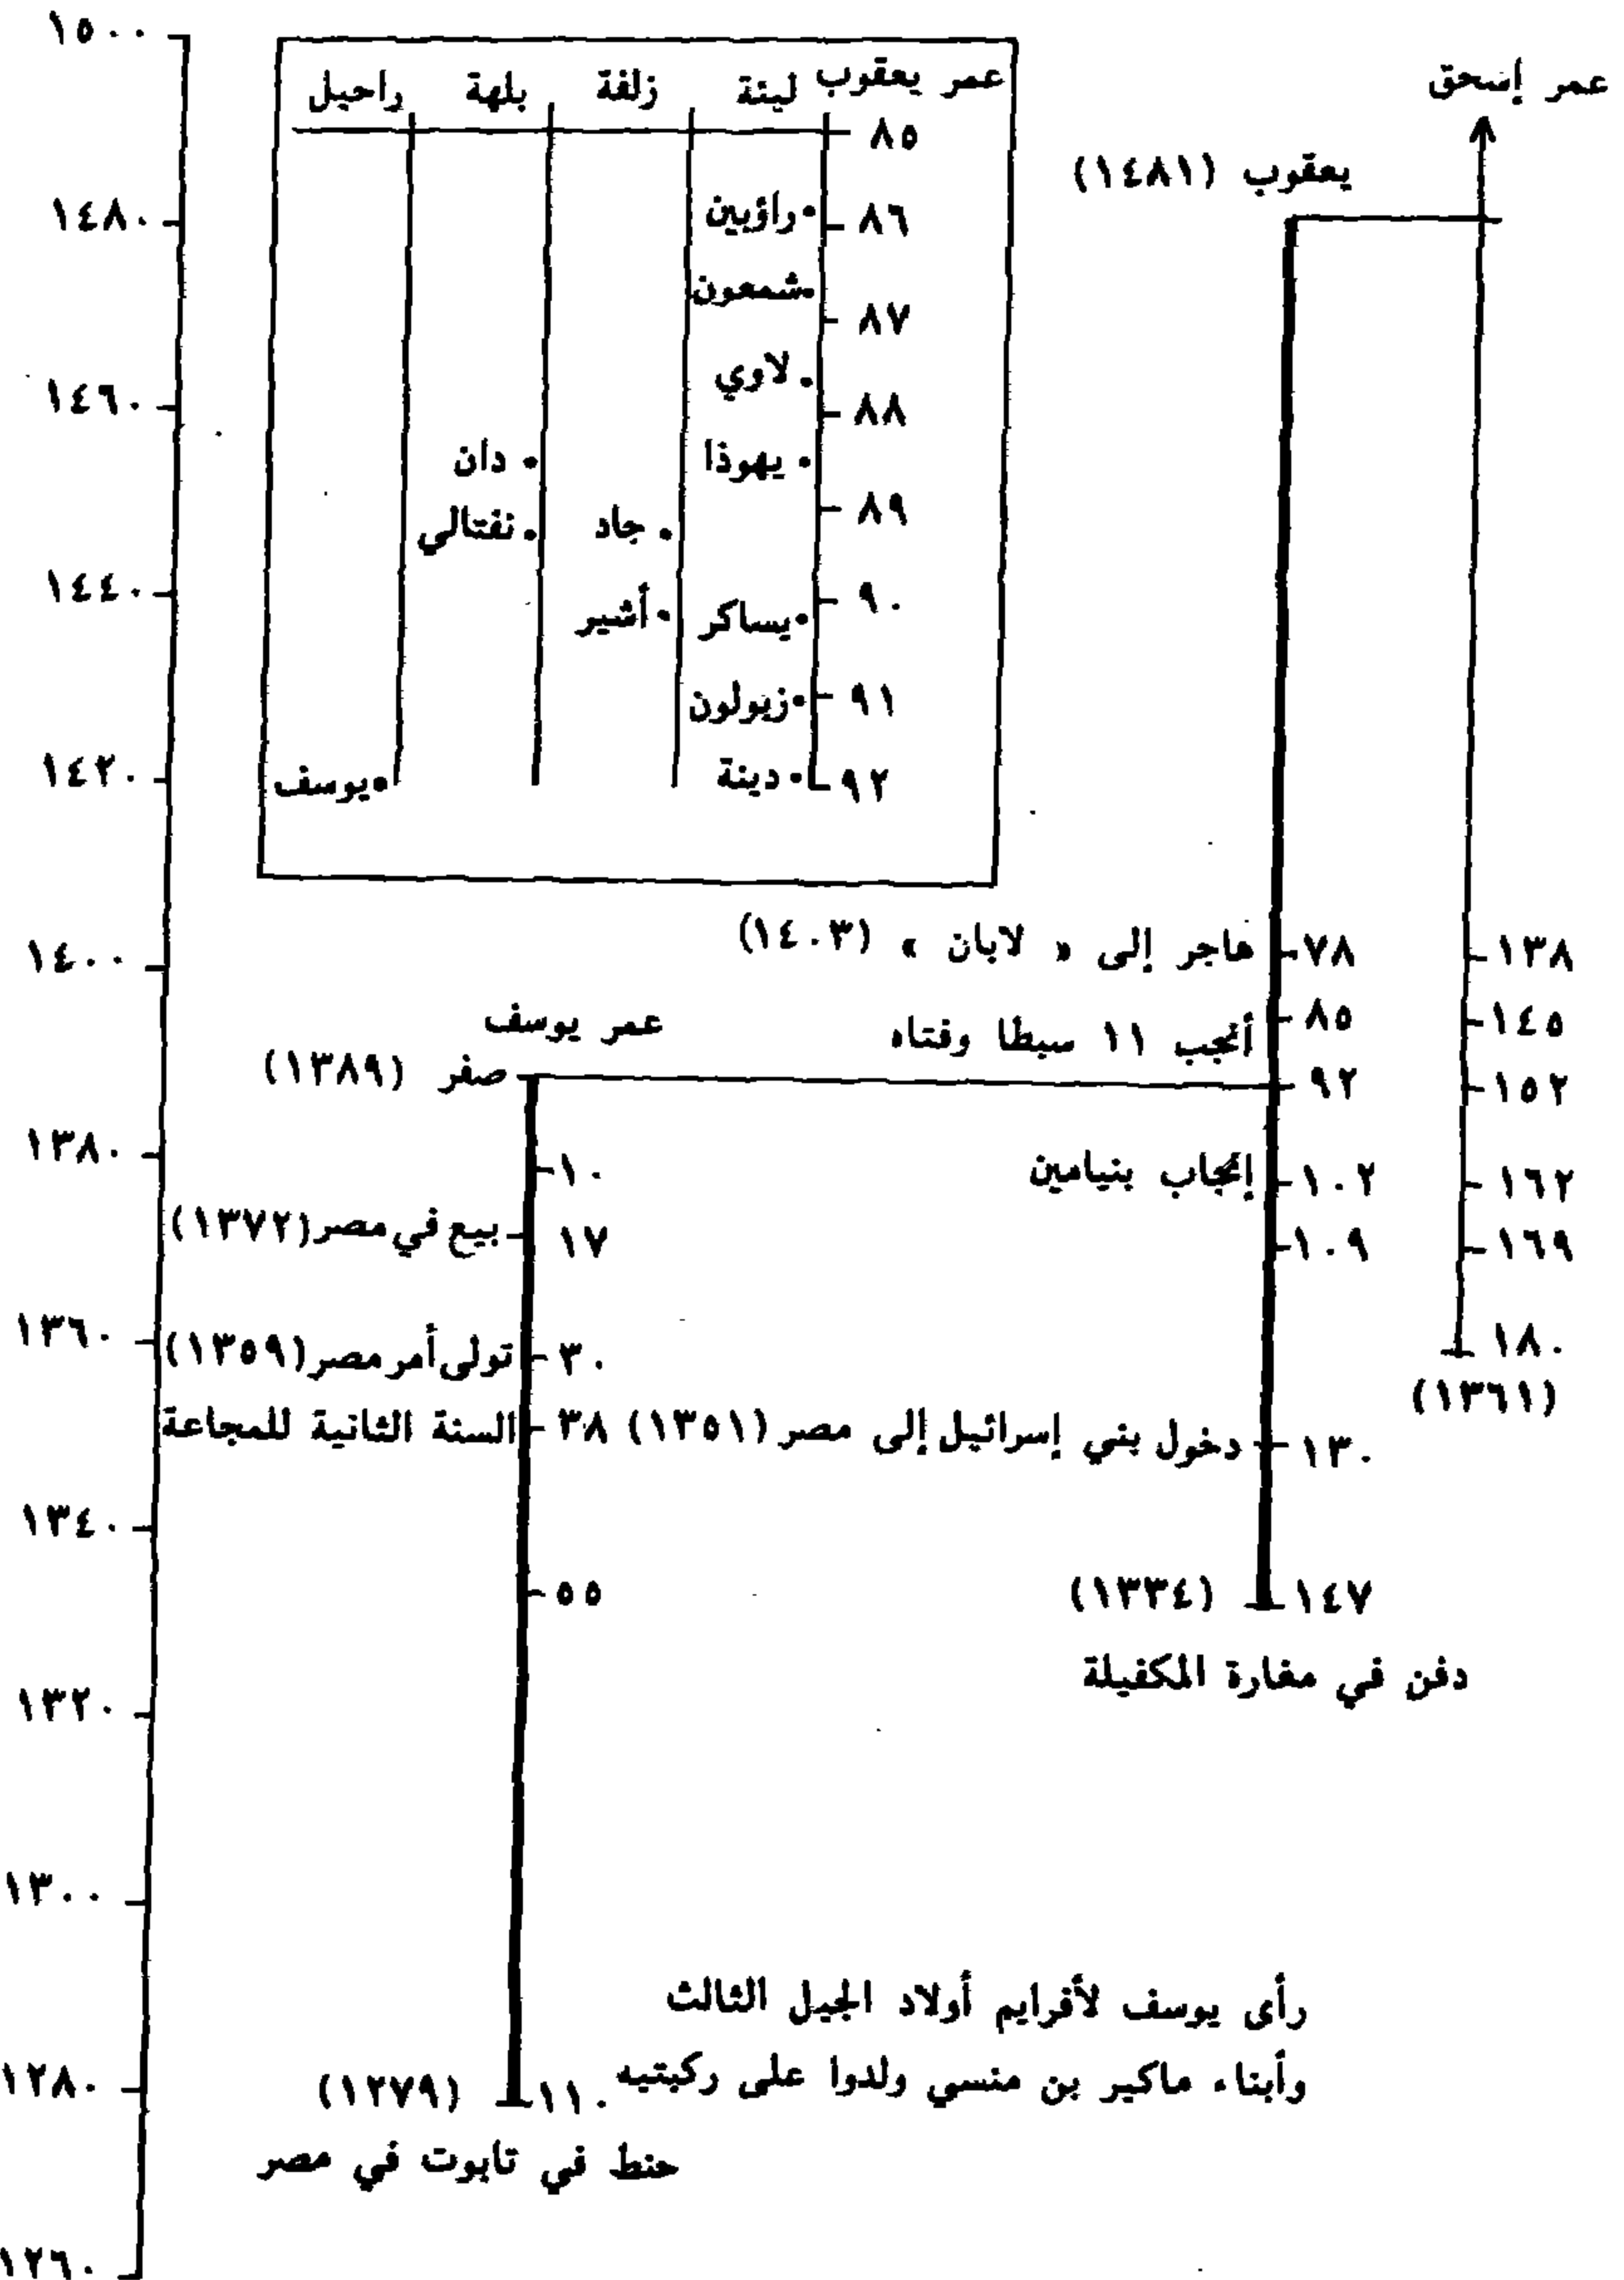 عمر إسحق
يعقوب (١٤٨١)
عمر يعقوب ليئة زلفة بلهة راحيل
٨٥
٨٦ راؤبين
شمعون
٨٧
لاوي
٨٨
يهوذا دان
٨٩
جاد نفتالي
٩٠
يساكر أشير
٩١ زبولون
٩٢ دينة يوسف
١٥٠٠
١٤٨٠
١٤٦٠
١٤٤٠
١٤٢٠
١٤٠٠
١٣٨٠
١٣٦٠
١٣٤٠
١٣٢٠
١٣٠٠
١٢٨٠
١٢٦٠
١٣٨
١٤٥
١٥٢
١٦٢
١٦٩
١٨٠
(١٣٦١)
٧٨ هاجر إلى « لابان » (١٤٠٣)
٨٥
أنجب ١١ سبطا وفتاه
٩٢
١٠٢ إنجاب بنيامين
١٠٩
١٣٠ دخول بني إسرائيل إلى مصر (١٣٥١)
١٤٧ (١٣٣٤)
دفن في مغارة المكفيلة
عمر يوسف
صفر (١٣٨٩)
١٠
١٧ بيع في مصر (١٣٧٢)
٣٠ تولى أمر مصر (١٣٥٩)
٣٨ السنة الثانية للمجاعة
٥٥
رأى يوسف لأفرايم أولاد الجيل الثالث
وأبناء ماكير بن منسي ولدوا على ركبتيه
١١٠ (١٢٧٩)
حنط في تابوت في مصر